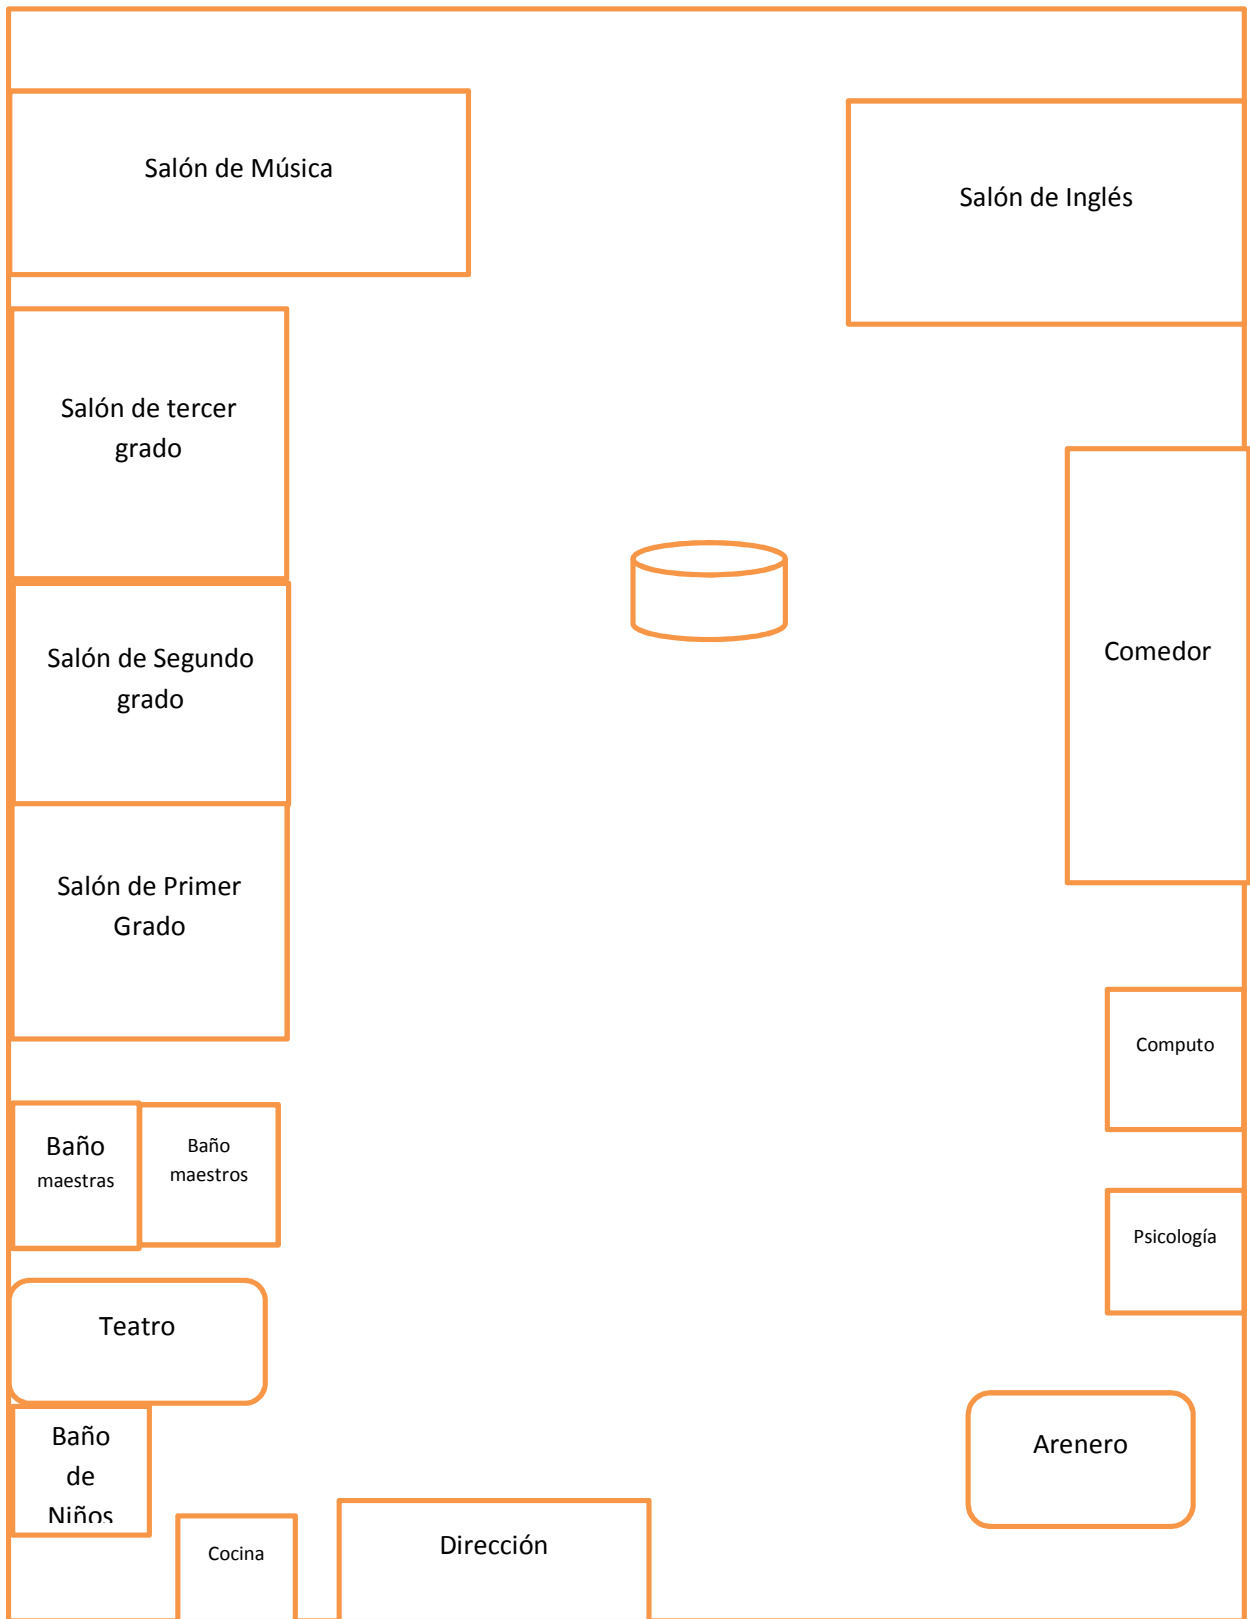 Salón de Música
Salón de Inglés
Salón de tercer
grado
Salón de Segundo
grado
Comedor
Salón de Primer
Grado
Computo
Baño
maestras
Baño
maestros
Psicología
Teatro
Baño
de
Niños
Arenero
Cocina
Dirección